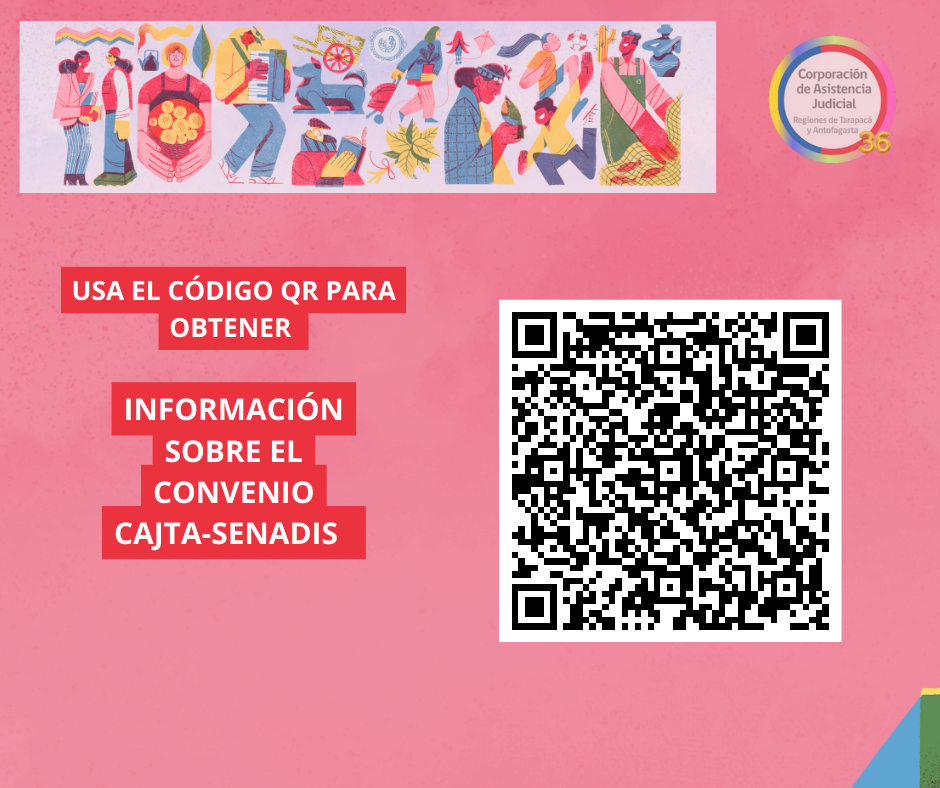 Corporación
de Asistencia
Judicial
Regiones de Tarapacá
y Antofagasta
36
USA EL CÓDIGO QR PARA
OBTENER
INFORMACIÓN
SOBRE EL
CONVENIO
CAJTA-SENADIS